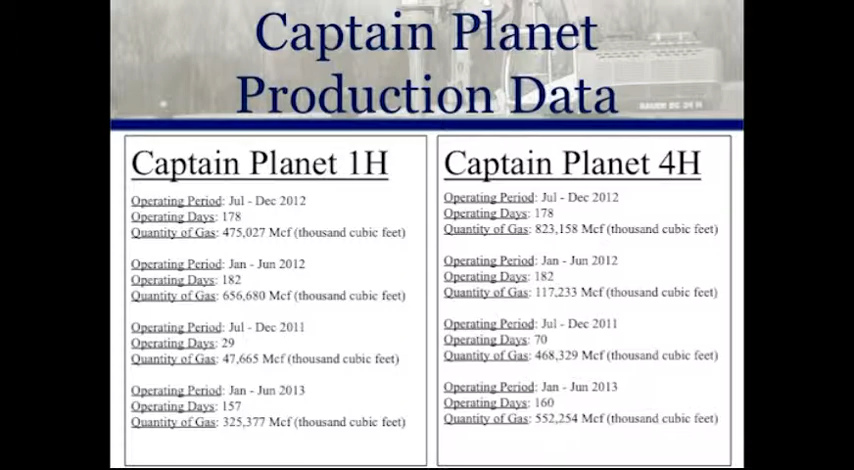 Captain Planet
Production Data
BAUER BG 24 H
Captain Planet 1H
Operating Period: Jul - Dec 2012
Operating Days: 178
Quantity of Gas: 475,027 Mcf (thousand cubic feet)
Operating Period: Jan - Jun 2012
Operating Days: 182
Quantity of Gas: 656,680 Mcf (thousand cubic feet)
Operating Period: Jul - Dec 2011
Operating Days: 29
Quantity of Gas: 47,665 Mcf (thousand cubic feet)
Operating Period: Jan - Jun 2013
Operating Days: 157
Quantity of Gas: 325,377 Mcf (thousand cubic feet)
Captain Planet 4H
Operating Period: Jul - Dec 2012
Operating Days: 178
Quantity of Gas: 823,158 Mcf (thousand cubic feet)
Operating Period: Jan - Jun 2012
Operating Days: 182
Quantity of Gas: 117,233 Mcf (thousand cubic feet)
Operating Period: Jul - Dec 2011
Operating Days: 70
Quantity of Gas: 468,329 Mcf (thousand cubic feet)
Operating Period: Jan - Jun 2013
Operating Days: 160
Quantity of Gas: 552,254 Mcf (thousand cubic feet)